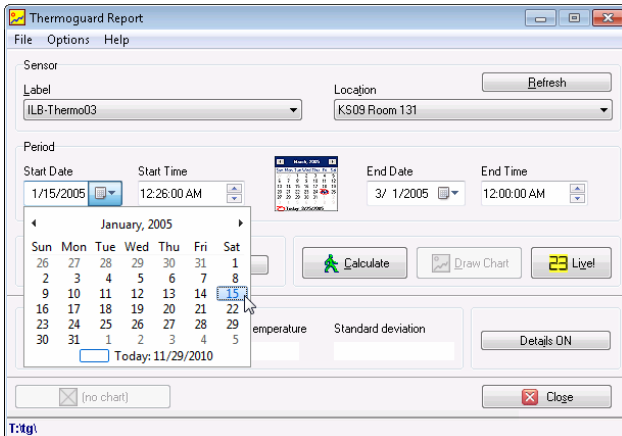 Thermoguard Report
File Options Help
Sensor
Label
Location
Refresh
ILB-Thermo03
KS09 Room 131
Period
Start Date
Start Time
End Date
End Time
1/15/2005
12:26:00 AM
March, 2005
3/ 1/2005
12:00:00 AM
January, 2005
Sun Mon Tue Wed Thu Fri Sat
26 27 28 29 30 31 1
2 3 4 5 6 7 8
9 10 11 12 13 14 15
16 17 18 19 20 21 22
23 24 25 26 27 28 29
30 31 1 2 3 4 5
Today: 11/29/2010
Calculate
Draw Chart
23 Live!
emperature
Standard deviation
Details ON
(no chart)
Close
T:\tg\